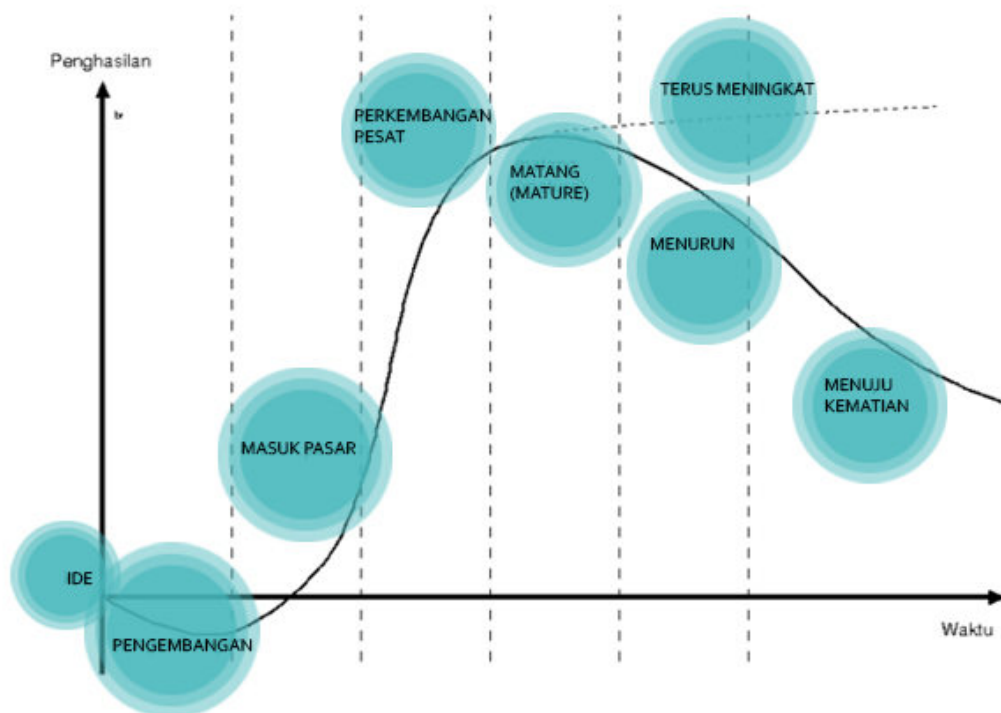 Penghasilan
TERUS MENINGKAT
PERKEMBANGAN
PESAT
MATANG
(MATURE)
MENURUN
MENUJU
KEMATIAN
MASUK PASAR
IDE
PENGEMBANGAN
Waktu